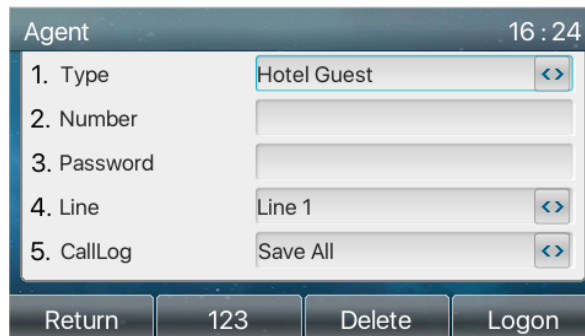 Agent 16:24
1. Type Hotel Guest <>
2. Number
3. Password
4. Line Line 1 <>
5. CallLog Save All <>
Return 123 Delete Logon